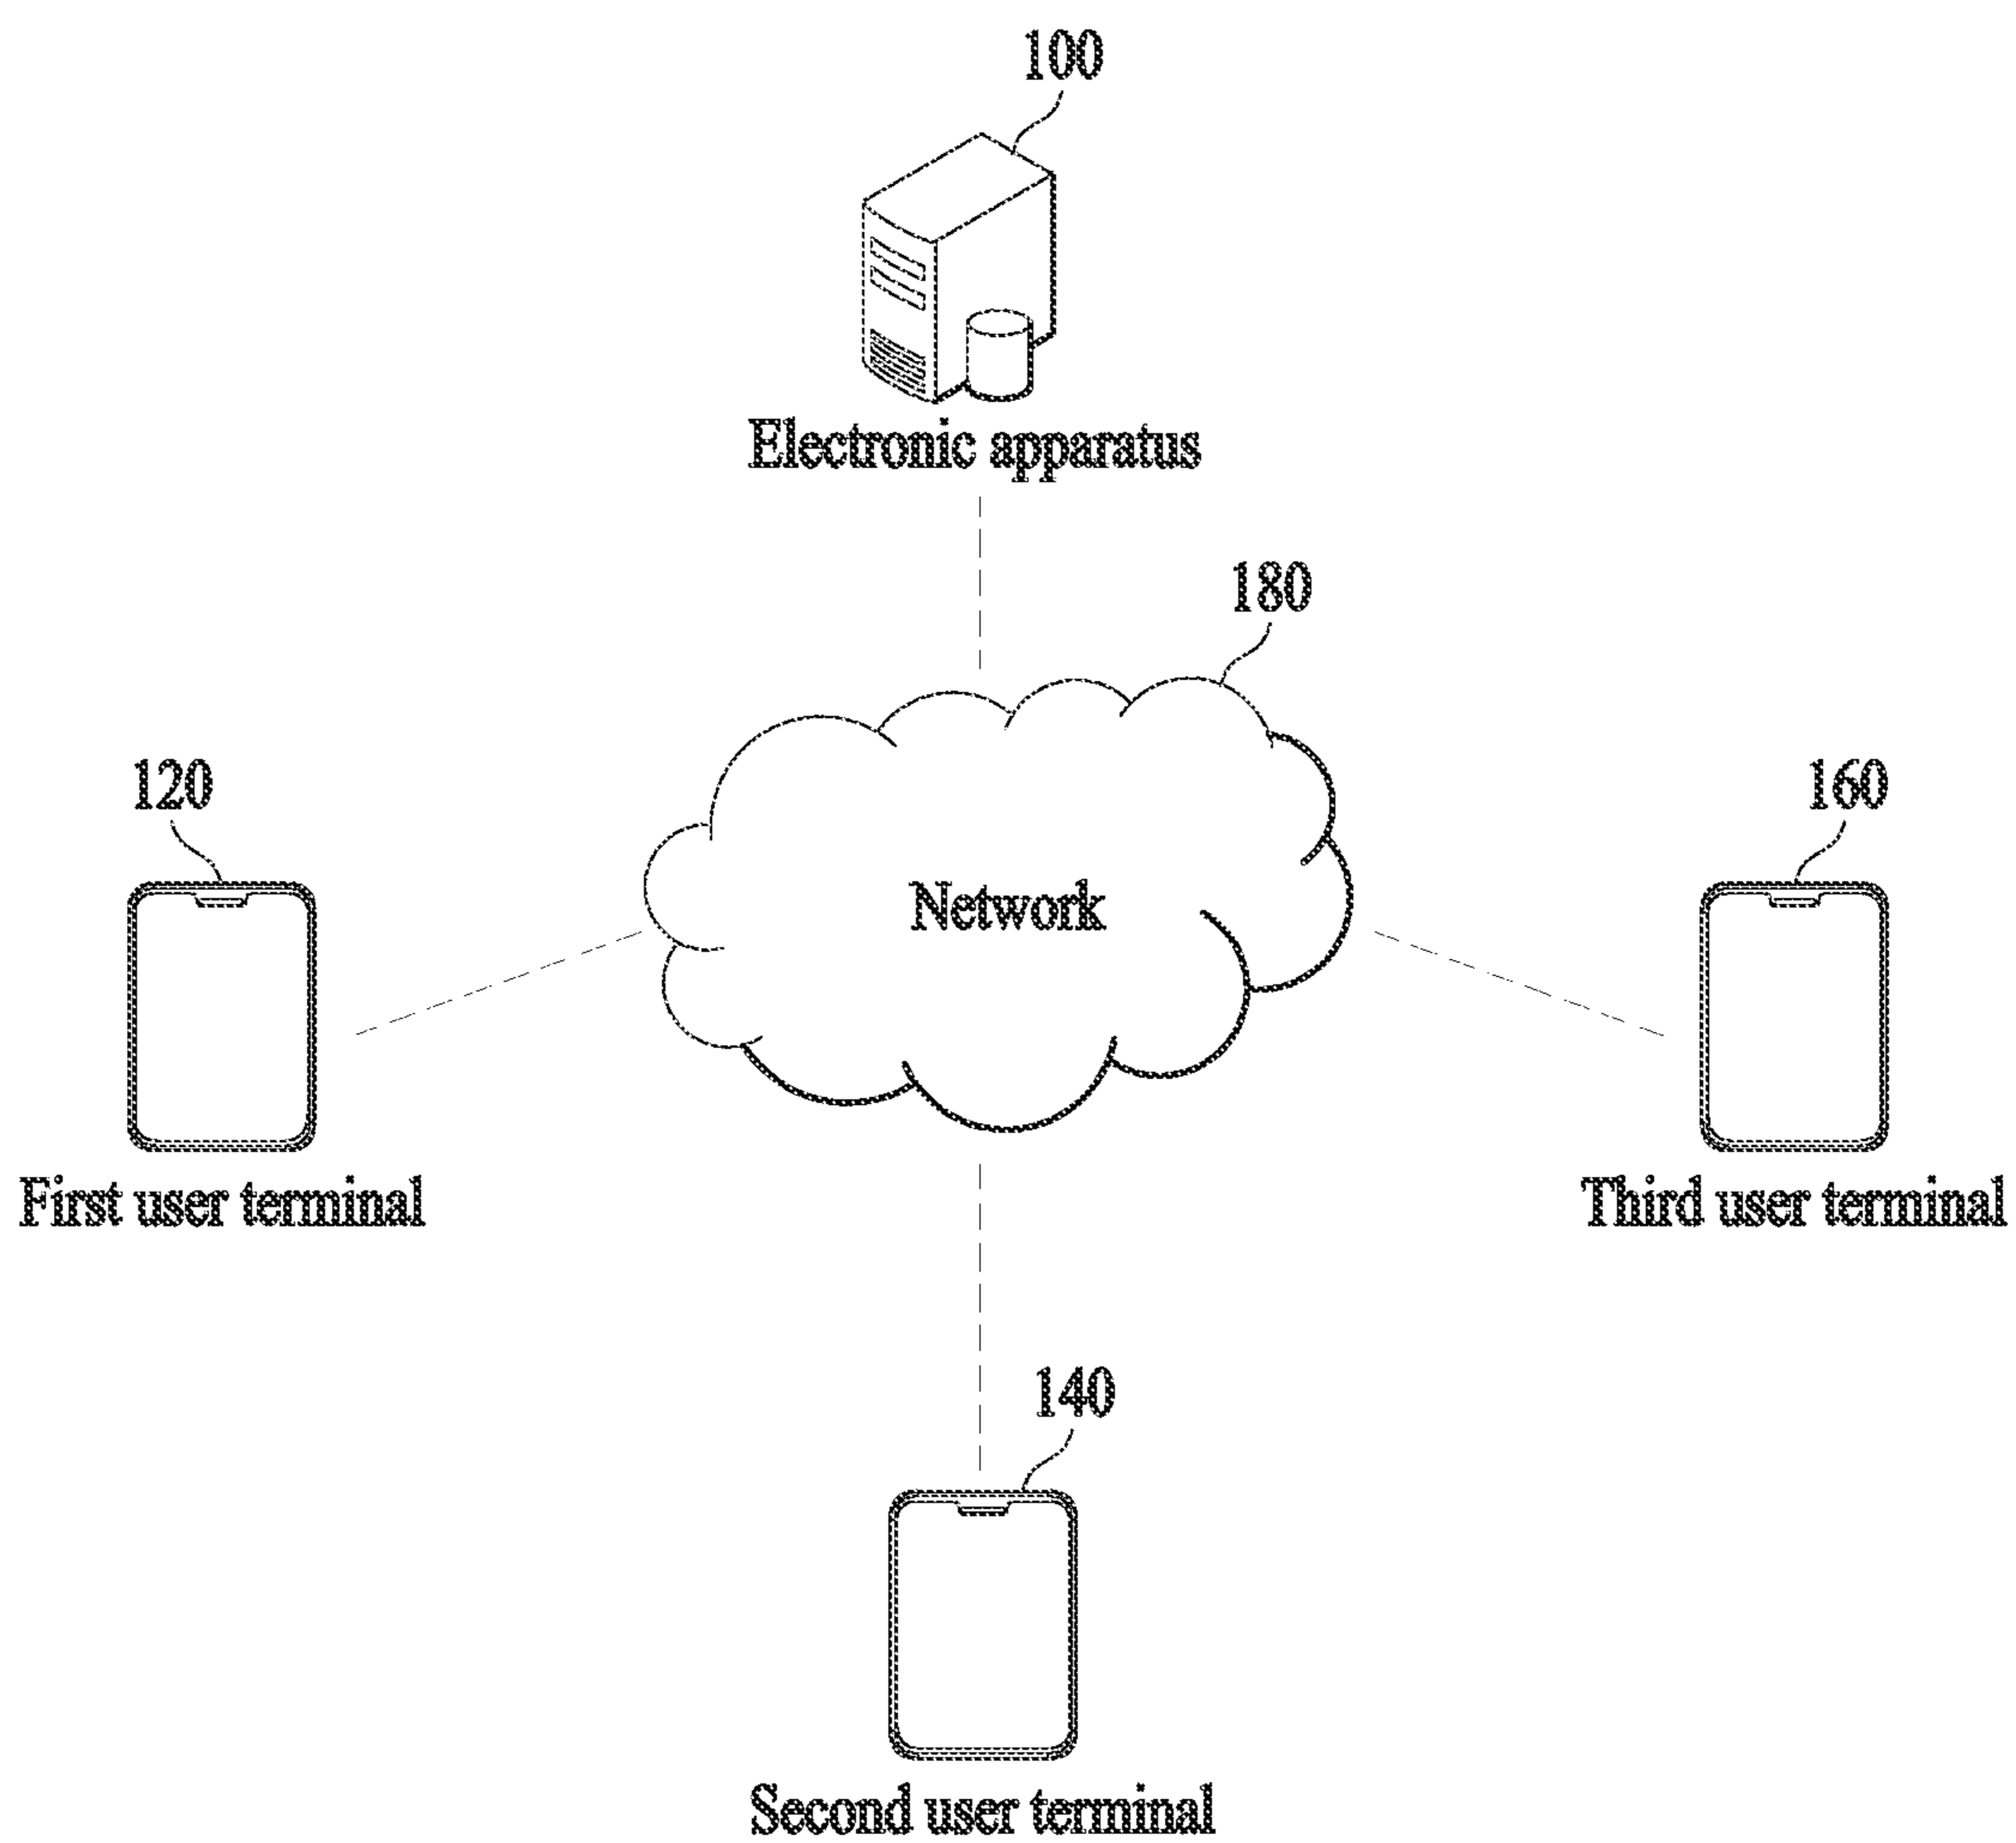 100
Electronic apparatus
180
120
160
Network
First user terminal
Third user terminal
140
Second user terminal